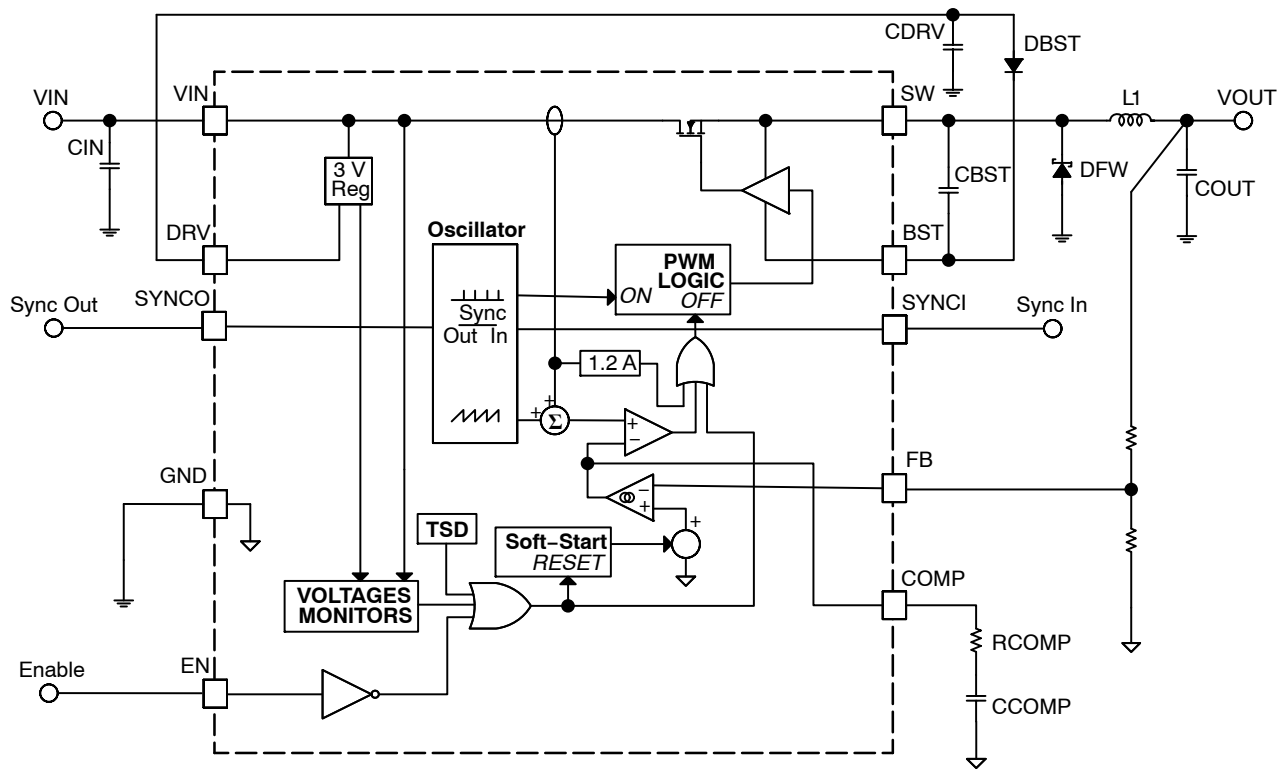 CDRV
DBST
VIN
VIN
SW
L1
VOUT
CIN
3 V
Reg
CBST
DFW
COUT
DRV
Oscillator
BST
PWM
LOGIC
ON
OFF
Sync Out
SYNCO
Sync
Out In
SYNCI
Sync In
1.2 A
+
+
Σ
+
−
GND
FB
−
+
TSD
Soft−Start
RESET
+
VOLTAGES
MONITORS
COMP
RCOMP
Enable
EN
CCOMP